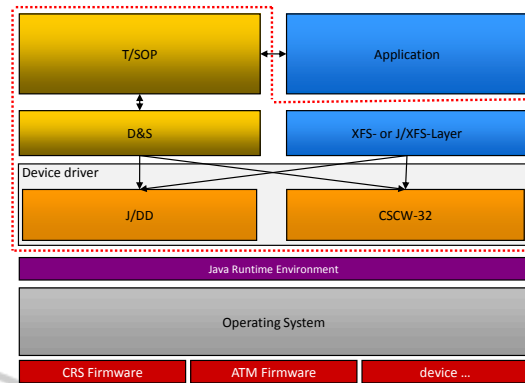 T/SOP
Application
D&S
XFS- or J/XFS-Layer
Device driver
J/DD
CSCW-32
Java Runtime Environment
Operating System
CRS Firmware
ATM Firmware
device ...